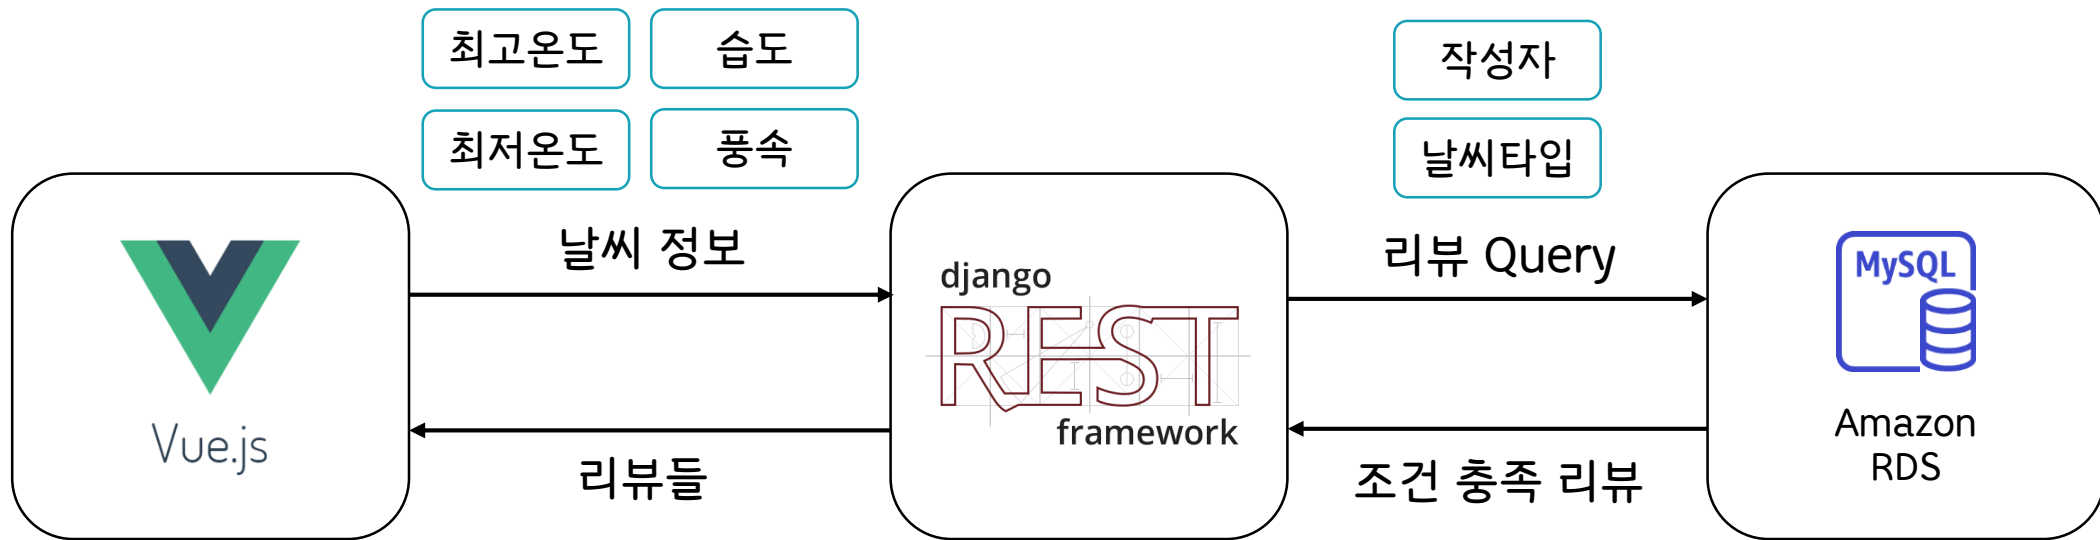 최고온도
습도
최저온도
풍속
작성자
날씨타입
날씨 정보
리뷰 Query
Vue.js
리뷰들
django
REST
framework
조건 충족 리뷰
MySQL
Amazon
RDS